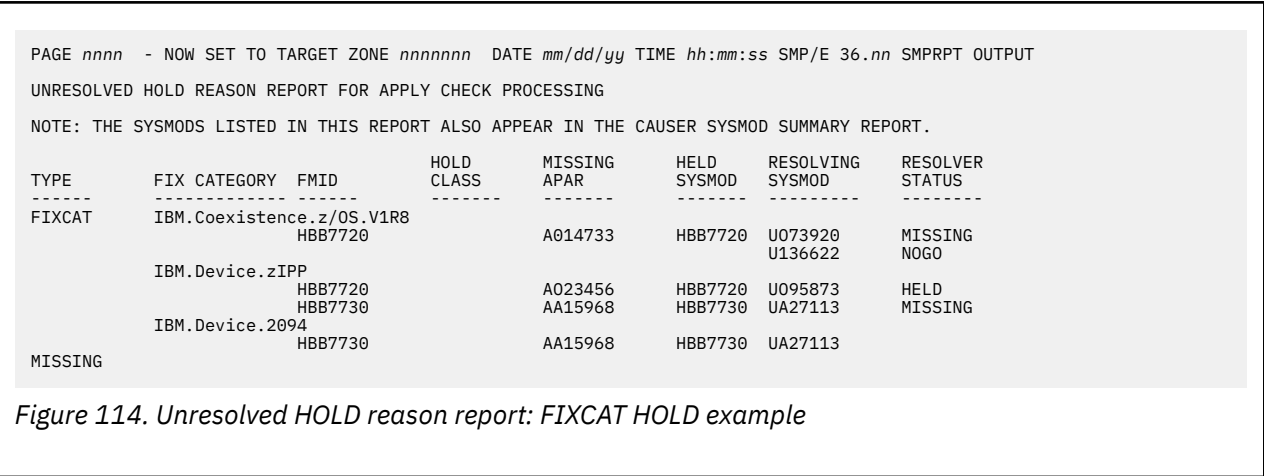 PAGE nnnn - NOW SET TO TARGET ZONE nnnnnnn DATE mm/dd/yy TIME hh:mm:ss SMP/E 36.nn SMPRPT OUTPUT
UNRESOLVED HOLD REASON REPORT FOR APPLY CHECK PROCESSING
NOTE: THE SYSMODS LISTED IN THIS REPORT ALSO APPEAR IN THE CAUSER SYSMOD SUMMARY REPORT.
HOLD MISSING HELD RESOLVING RESOLVER
TYPE FIX CATEGORY FMID CLASS APAR SYSMOD SYSMOD STATUS
------ ------------- ------ ------- ------- ------- --------- --------
FIXCAT IBM.Coexistence.z/OS.V1R8
HBB7720 A014733 HBB7720 UO73920 MISSING
U136622 NOGO
IBM.Device.zIPP
HBB7720 AO23456 HBB7720 UO95873 HELD
HBB7730 AA15968 HBB7730 UA27113 MISSING
IBM.Device.2094
HBB7730 AA15968 HBB7730 UA27113
MISSING
Figure 114. Unresolved HOLD reason report: FIXCAT HOLD example